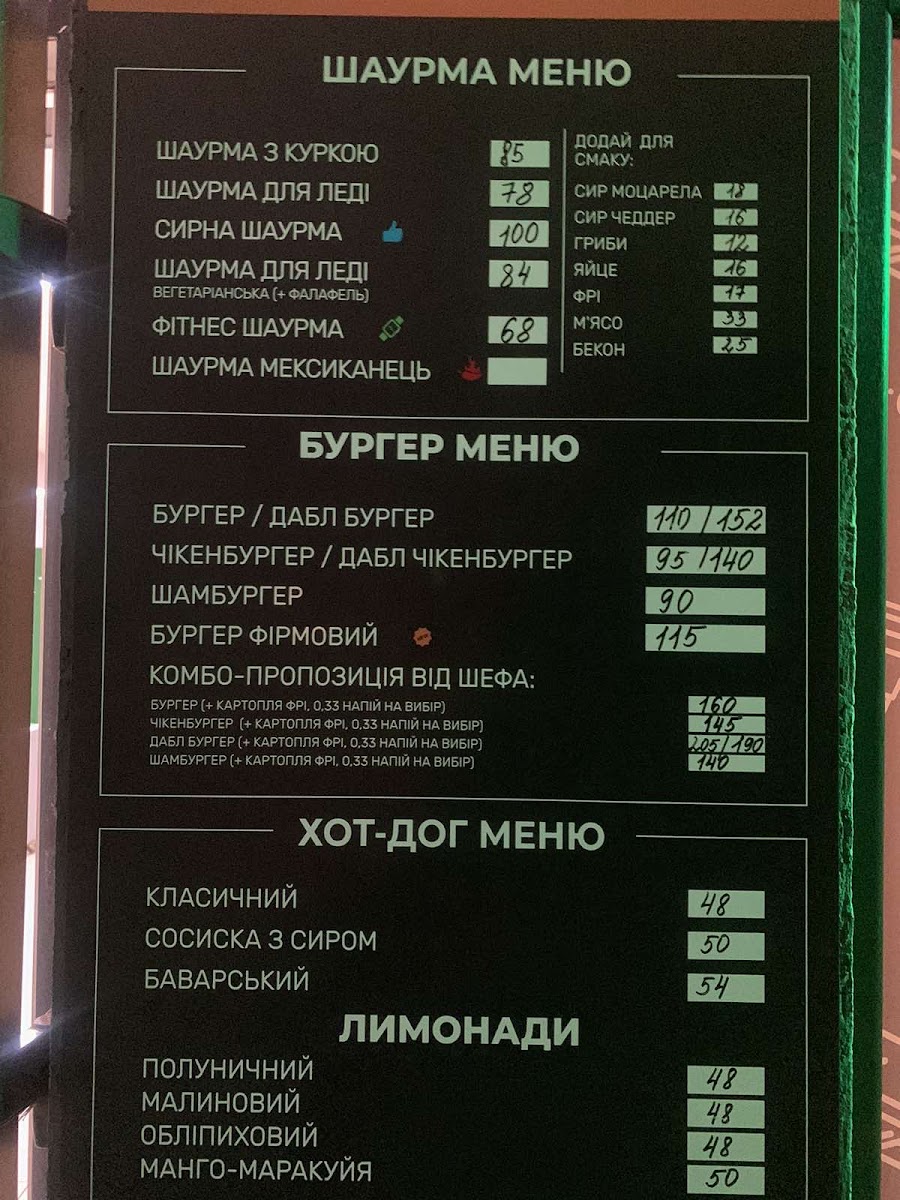 ШАУРМА МЕНЮ
ШАУРМА З КУРКОЮ 85
ШАУРМА ДЛЯ ЛЕДІ 78
СИРНА ШАУРМА 100
ШАУРМА ДЛЯ ЛЕДІ 84
ВЕГЕТАРІАНСЬКА (+ ФАЛАФЕЛЬ)
ФІТНЕС ШАУРМА 68
ШАУРМА МЕКСИКАНЕЦЬ
ДОДАЙ ДЛЯ
СМАКУ:
СИР МОЦАРЕЛА 18
СИР ЧЕДДЕР 16
ГРИБИ 12
ЯЙЦЕ 16
ФРІ 17
М'ЯСО 33
БЕКОН 25
БУРГЕР МЕНЮ
БУРГЕР / ДАБЛ БУРГЕР 110 / 152
ЧІКЕНБУРГЕР / ДАБЛ ЧІКЕНБУРГЕР 95 / 140
ШАМБУРГЕР 90
БУРГЕР ФІРМОВИЙ 115
КОМБО-ПРОПОЗИЦІЯ ВІД ШЕФА:
БУРГЕР (+ КАРТОПЛЯ ФРІ, 0,33 НАПІЙ НА ВИБІР) 160
ЧІКЕНБУРГЕР (+ КАРТОПЛЯ ФРІ, 0,33 НАПІЙ НА ВИБІР) 145
ДАБЛ БУРГЕР (+ КАРТОПЛЯ ФРІ, 0,33 НАПІЙ НА ВИБІР) 205/190
ШАМБУРГЕР (+ КАРТОПЛЯ ФРІ, 0,33 НАПІЙ НА ВИБІР) 140
ХОТ-ДОГ МЕНЮ
КЛАСИЧНИЙ 48
СОСИСКА З СИРОМ 50
БАВАРСЬКИЙ 54
ЛИМОНАДИ
ПОЛУНИЧНИЙ 48
МАЛИНОВИЙ 48
ОБЛІПИХОВИЙ 48
МАНГО-МАРАКУЙЯ 50